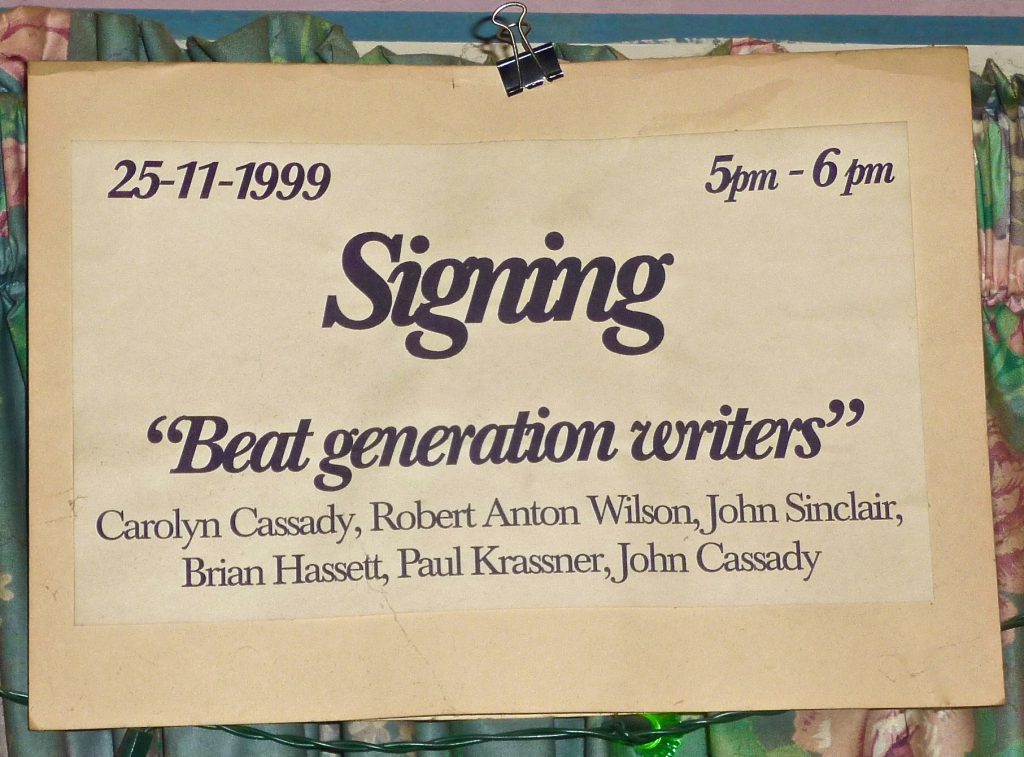 25-11-1999 5pm - 6 pm
Signing
“Beat generation writers”
Carolyn Cassady, Robert Anton Wilson, John Sinclair,
Brian Hassett, Paul Krassner, John Cassady